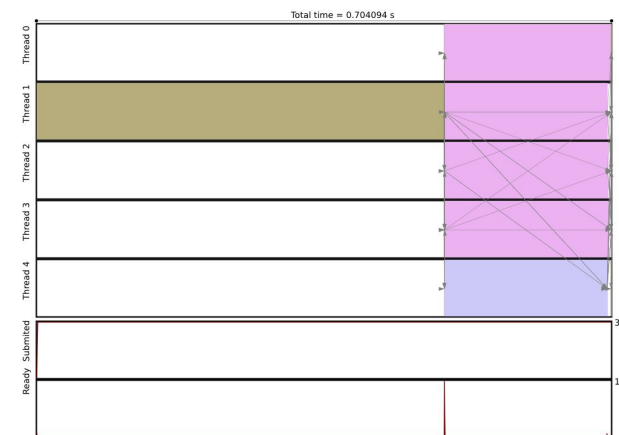 Total time = 0.704094 s
Thread 0
Thread 1
Thread 2
Thread 3
Thread 4
Submited
3
Ready
1